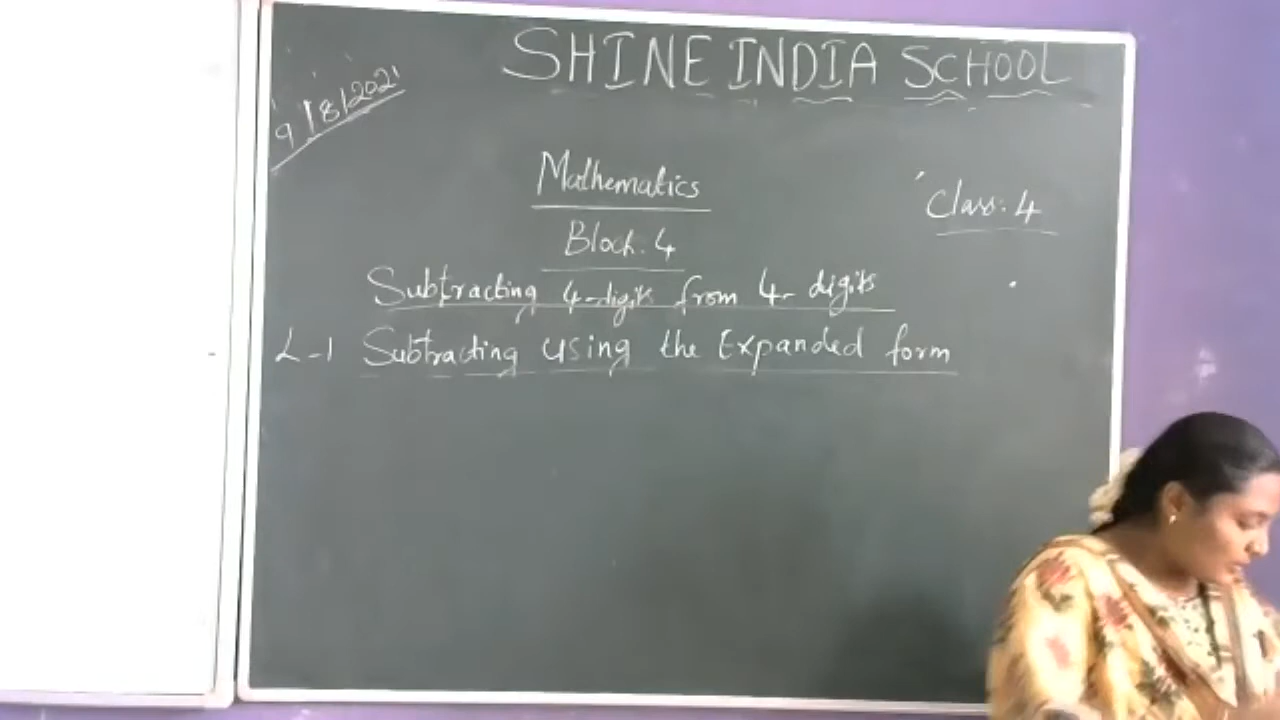 SHINE INDIA SCHOOL
9/8/2021
Mathematics
Class: 4
Block: 4
Subtracting 4-digits from 4-digits
L-1 Subtracting using the Expanded form